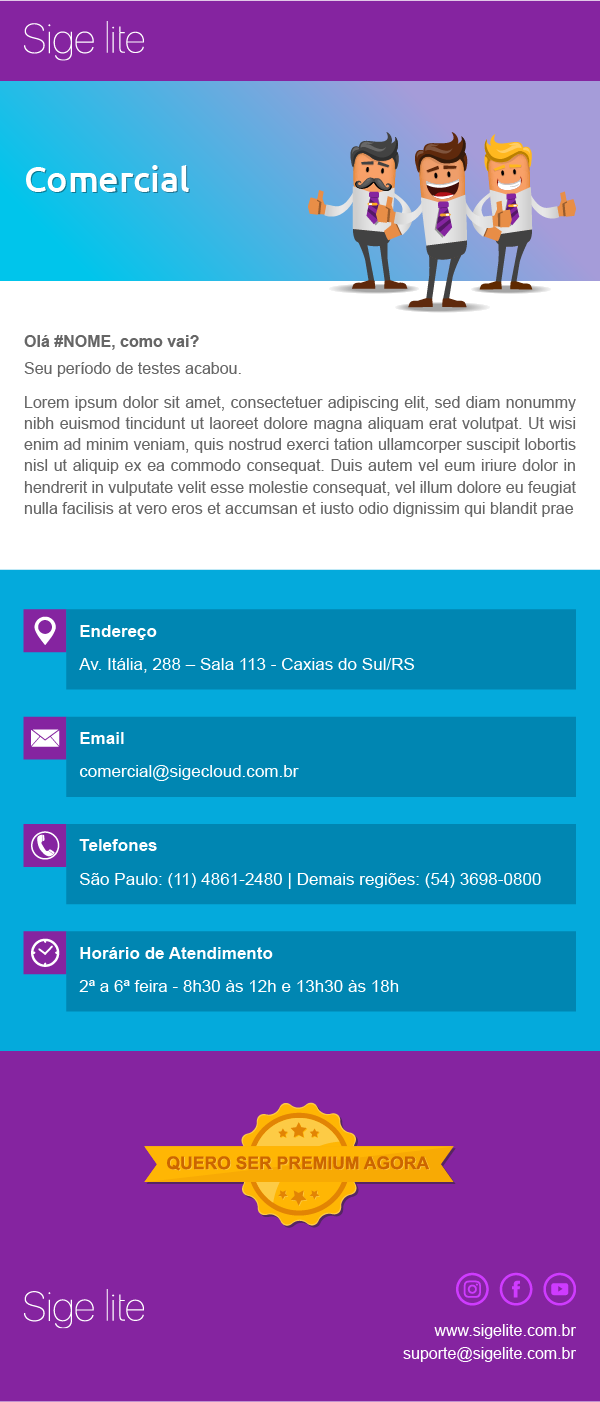 Sige lite
Comercial
Olá #NOME, como vai?
Seu período de testes acabou.
Lorem ipsum dolor sit amet, consectetuer adipiscing elit, sed diam nonummy
nibh euismod tincidunt ut laoreet dolore magna aliquam erat volutpat. Ut wisi
enim ad minim veniam, quis nostrud exerci tation ullamcorper suscipit lobortis
nisl ut aliquip ex ea commodo consequat. Duis autem vel eum iriure dolor in
hendrerit in vulputate velit esse molestie consequat, vel illum dolore eu feugiat
nulla facilisis at vero eros et accumsan et iusto odio dignissim qui blandit prae
Endereço
Av. Itália, 288 – Sala 113 - Caxias do Sul/RS
Email
comercial@sigecloud.com.br
Telefones
São Paulo: (11) 4861-2480 | Demais regiões: (54) 3698-0800
Horário de Atendimento
2ª a 6ª feira - 8h30 às 12h e 13h30 às 18h
QUERO SER PREMIUM AGORA
Sige lite
www.sigelite.com.br
suporte@sigelite.com.br